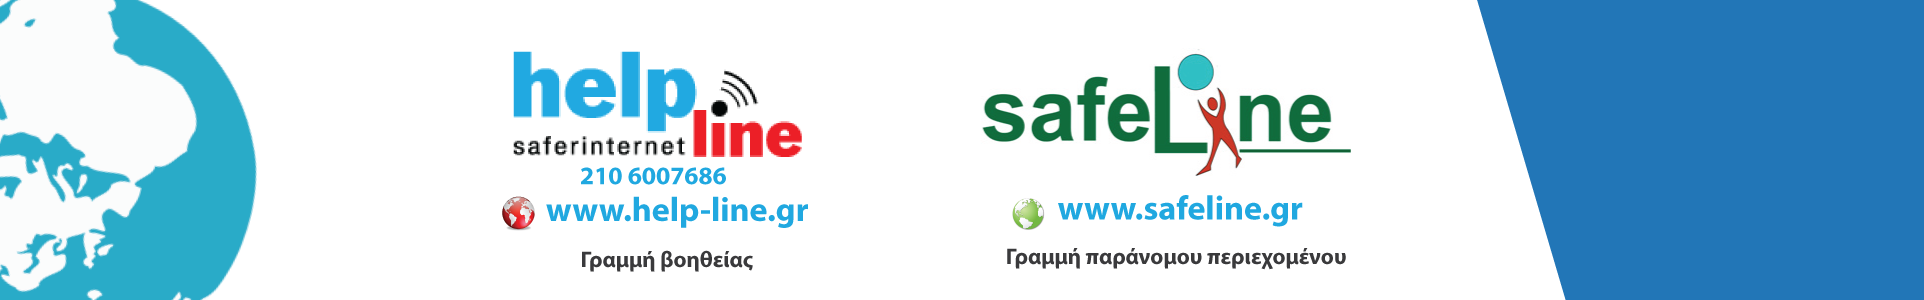 help
saferinternet line
210 6007686
www.help-line.gr
Γραμμή βοηθείας
safeLine
www.safeline.gr
Γραμμή παράνομου περιεχομένου